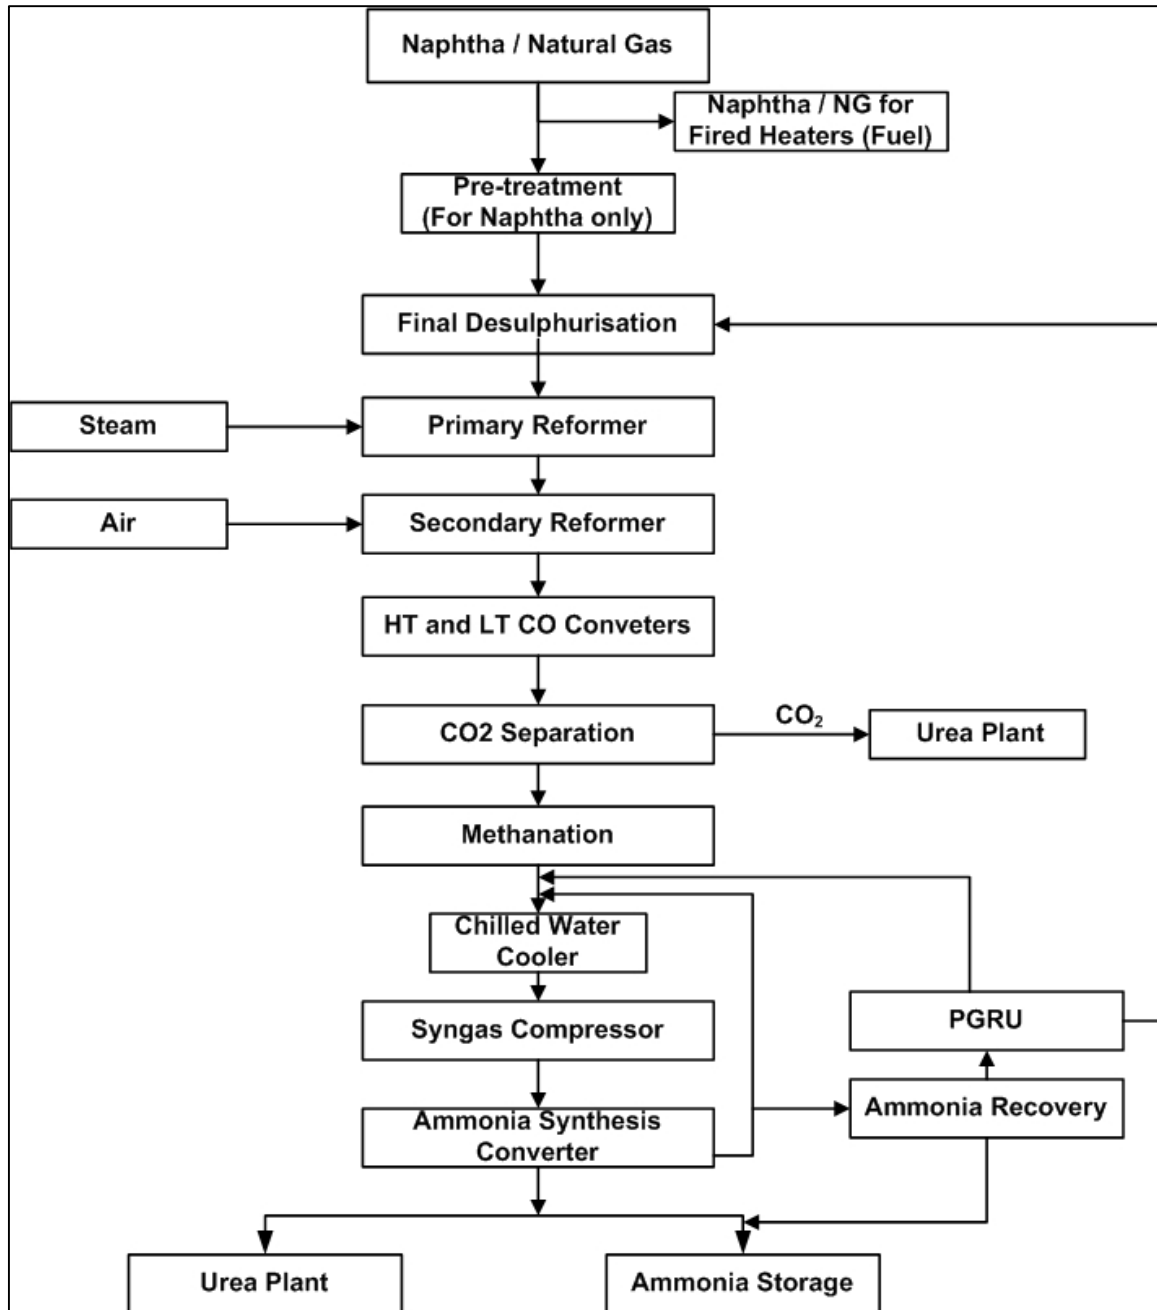 Naphtha / Natural Gas
Naphtha / NG for
Fired Heaters (Fuel)
Pre-treatment
(For Naphtha only)
Final Desulphurisation
Steam
Primary Reformer
Air
Secondary Reformer
HT and LT CO Conveters
CO2 Separation
CO₂
Urea Plant
Methanation
Chilled Water
Cooler
Syngas Compressor
PGRU
Ammonia Synthesis
Converter
Ammonia Recovery
Urea Plant
Ammonia Storage